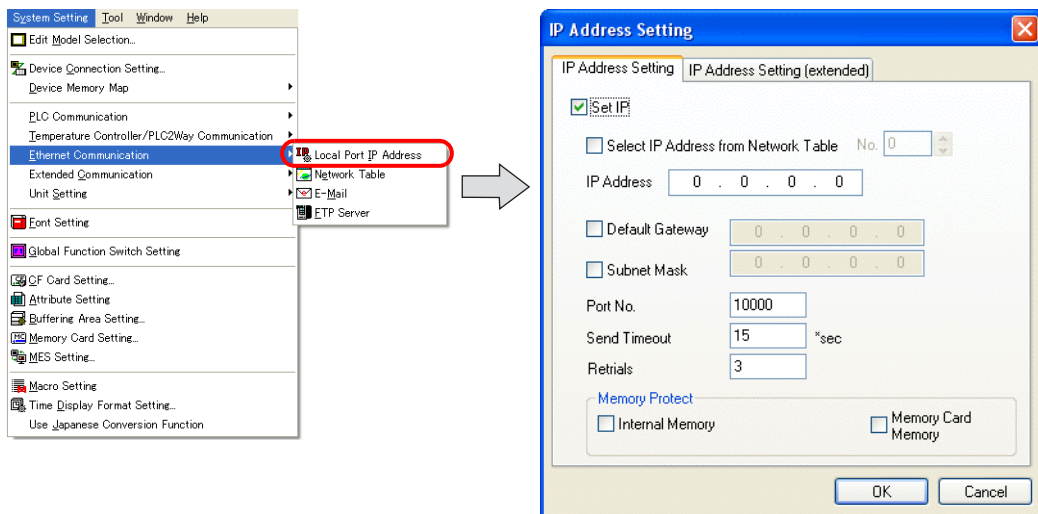 System Setting Tool Window Help
Edit Model Selection...
Device Connection Setting...
Device Memory Map
PLC Communication
Temperature Controller/PLC2Way Communication
Ethernet Communication
Extended Communication
Unit Setting
Font Setting
Global Function Switch Setting
CF Card Setting...
Attribute Setting
Buffering Area Setting...
Memory Card Setting...
MES Setting...
Macro Setting
Time Display Format Setting...
Use Japanese Conversion Function
Local Port IP Address
Network Table
E-Mail
FTP Server
IP Address Setting
IP Address Setting IP Address Setting (extended)
Set IP
Select IP Address from Network Table No. 0
IP Address 0 . 0 . 0 . 0
Default Gateway 0 . 0 . 0 . 0
Subnet Mask 0 . 0 . 0 . 0
Port No. 10000
Send Timeout 15 *sec
Retrials 3
Memory Protect
Internal Memory
Memory Card
Memory
OK Cancel